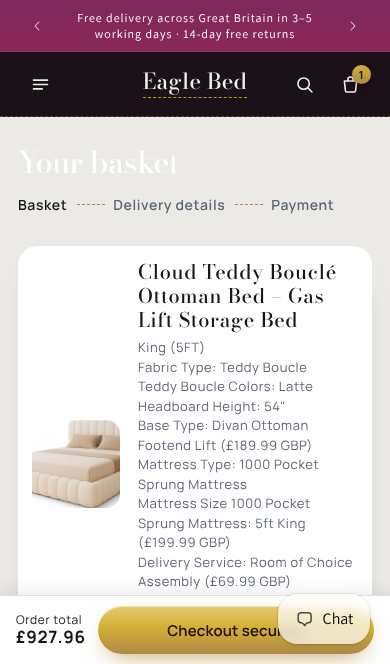 Free delivery across Great Britain in 3–5
working days · 14-day free returns
Eagle Bed
1
Your basket
Basket
Delivery details
Payment
Cloud Teddy Bouclé
Ottoman Bed – Gas
Lift Storage Bed
King (5FT)
Fabric Type: Teddy Boucle
Teddy Boucle Colors: Latte
Headboard Height: 54"
Base Type: Divan Ottoman
Footend Lift (£189.99 GBP)
Mattress Type: 1000 Pocket
Sprung Mattress
Mattress Size 1000 Pocket
Sprung Mattress: 5ft King
(£199.99 GBP)
Delivery Service: Room of Choice
Assembly (£69.99 GBP)
Order total
£927.96
Checkout
Chat